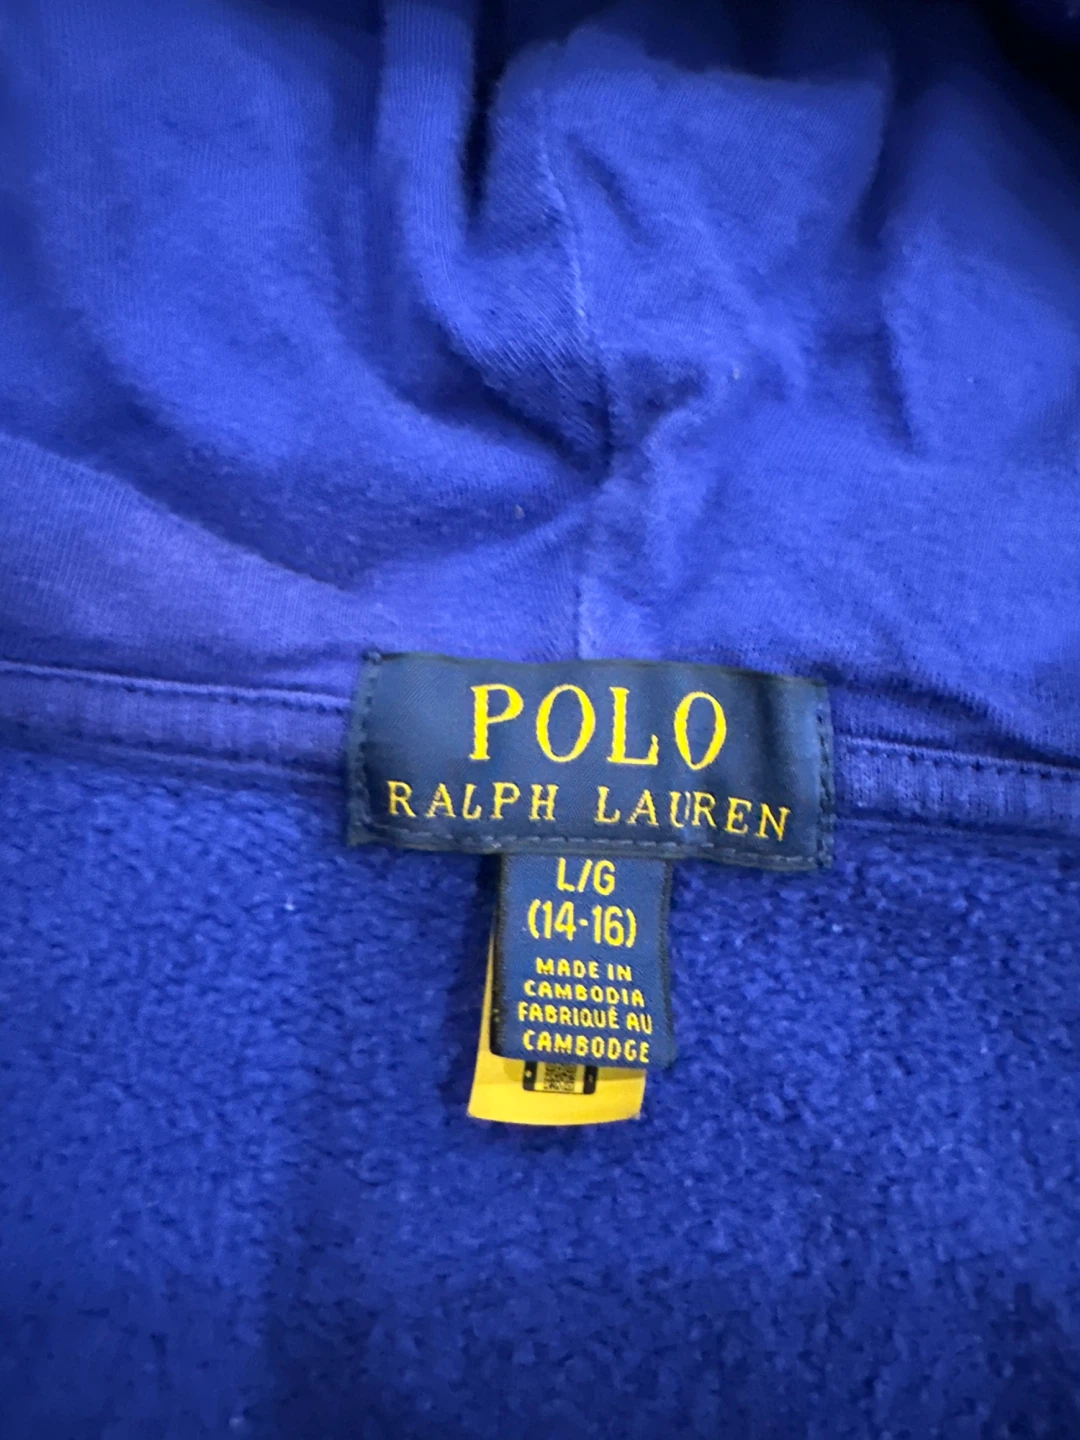 POLO
RALPH LAUREN
L/G
(14-16)
MADE IN
CAMBODIA
FABRIQUÉ AU
CAMBODGE